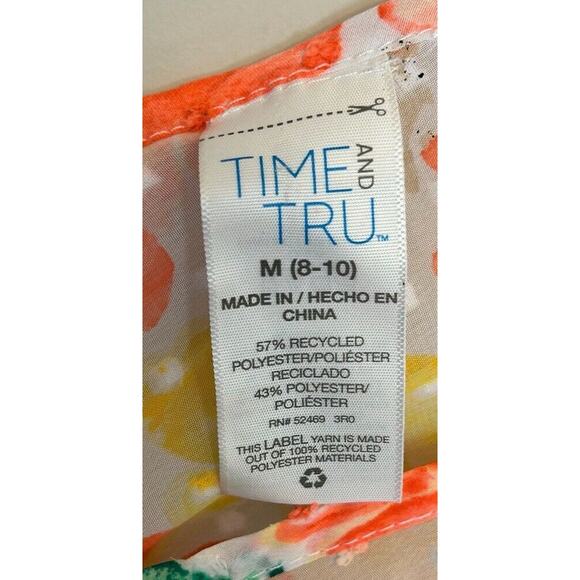 TIME AND
TRU™
M (8-10)
MADE IN / HECHO EN
CHINA
57% RECYCLED
POLYESTER/POLIÉSTER
RECICLADO
43% POLYESTER/
POLIÉSTER
RN# 52469 3R0
THIS LABEL YARN IS MADE
OUT OF 100% RECYCLED
POLYESTER MATERIALS